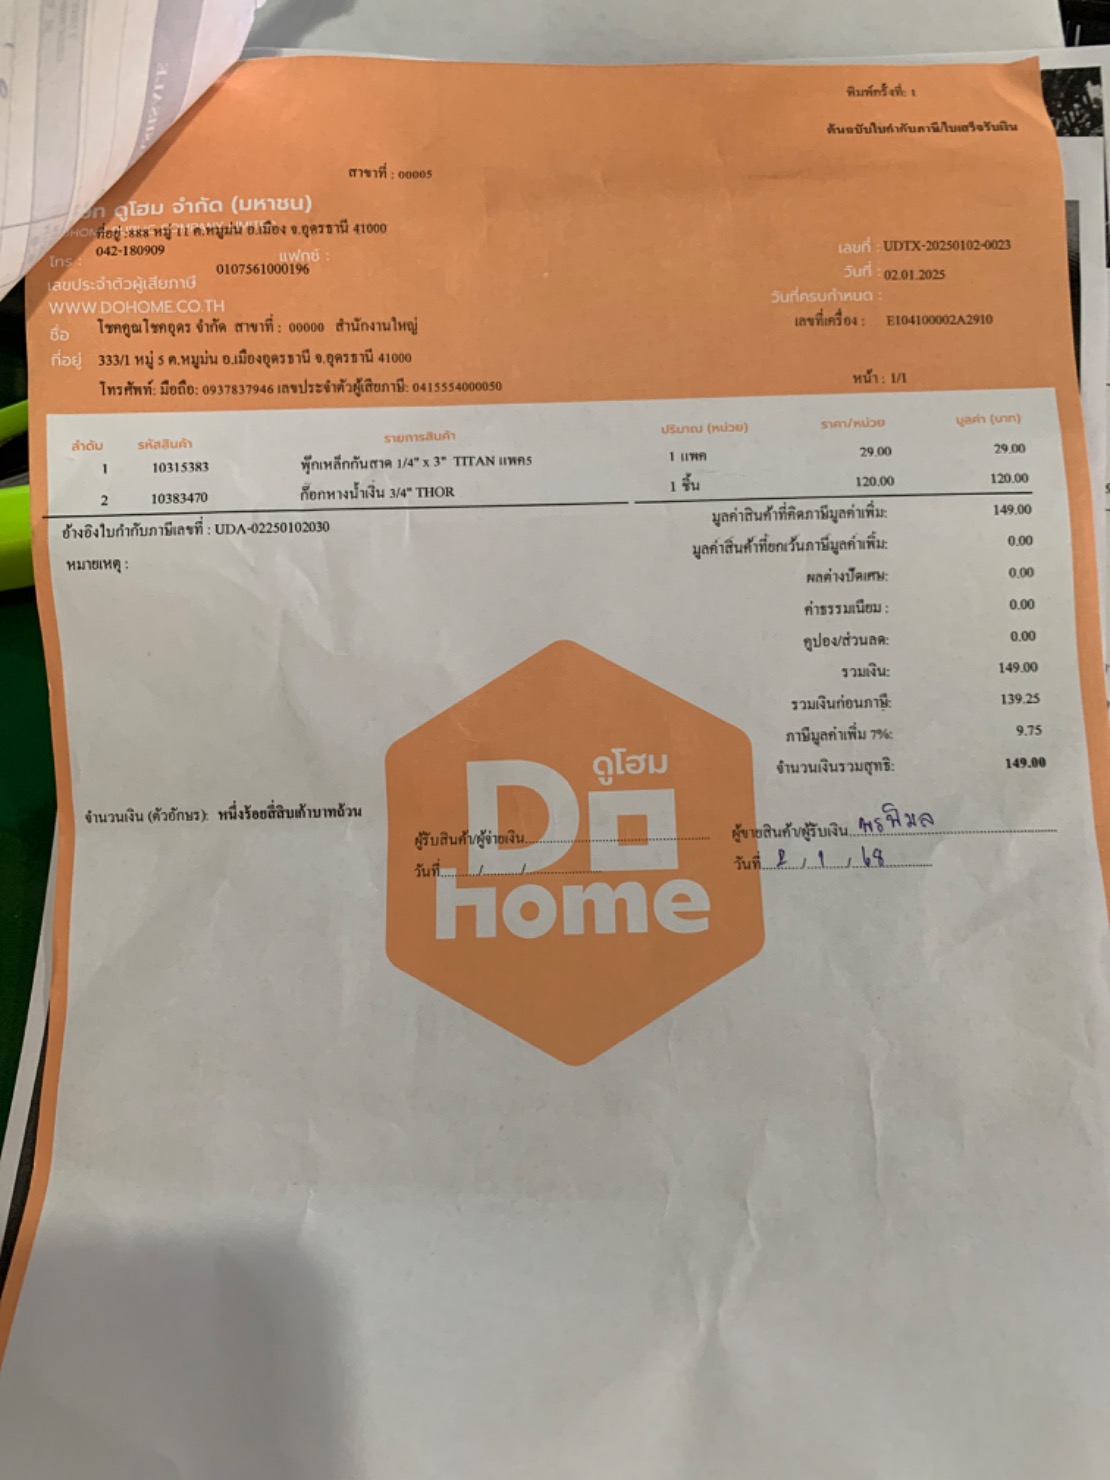 พิมพ์ครั้งที่: 1
ต้นฉบับใบกำกับภาษี/ใบเสร็จรับเงิน
สาขาที่ : 00005
ดูโฮม จำกัด (มหาชน)
ที่อยู่ :888 หมู่ 11 ต.หมูม่น อ.เมือง จ.อุดรธานี 41000
โทร : 042-180909 แฟกซ์ :
เลขที่ : UDTX-20250102-0023
เลขประจำตัวผู้เสียภาษี 0107561000196
วันที่ : 02.01.2025
WWW.DOHOME.CO.TH
วันที่ครบกำหนด :
ชื่อ โชคคูณโชคอุดร จำกัด สาขาที่ : 00000 สำนักงานใหญ่
เลขที่เครื่อง : E104100002A2910
ที่อยู่ 333/1 หมู่ 5 ต.หมูม่น อ.เมืองอุดรธานี จ.อุดรธานี 41000
โทรศัพท์: มือถือ: 0937837946 เลขประจำตัวผู้เสียภาษี: 0415554000050
หน้า : 1/1
ลำดับ รหัสสินค้า รายการสินค้า ปริมาณ (หน่วย) ราคา/หน่วย มูลค่า (บาท)
1 10315383 พุ๊กเหล็กกันสาด 1/4" x 3" TITAN แพค5 1 แพค 29.00 29.00
2 10383470 ก๊อกหางน้ำเงิน 3/4" THOR 1 ชิ้น 120.00 120.00
อ้างอิงใบกำกับภาษีเลขที่ : UDA-02250102030
มูลค่าสินค้าที่คิดภาษีมูลค่าเพิ่ม: 149.00
หมายเหตุ :
มูลค่าสินค้าที่ยกเว้นภาษีมูลค่าเพิ่ม: 0.00
ผลต่างปัดเศษ: 0.00
ค่าธรรมเนียม : 0.00
คูปอง/ส่วนลด: 0.00
รวมเงิน: 149.00
รวมเงินก่อนภาษี: 139.25
ภาษีมูลค่าเพิ่ม 7%: 9.75
จำนวนเงินรวมสุทธิ: 149.00
จำนวนเงิน (ตัวอักษร): หนึ่งร้อยสี่สิบเก้าบาทถ้วน
ดูโฮม
Do
home
ผู้รับสินค้า/ผู้จ่ายเงิน
ผู้ขายสินค้า/ผู้รับเงิน พรพิมล
วันที่ / /
วันที่ 2 / 1 / 68